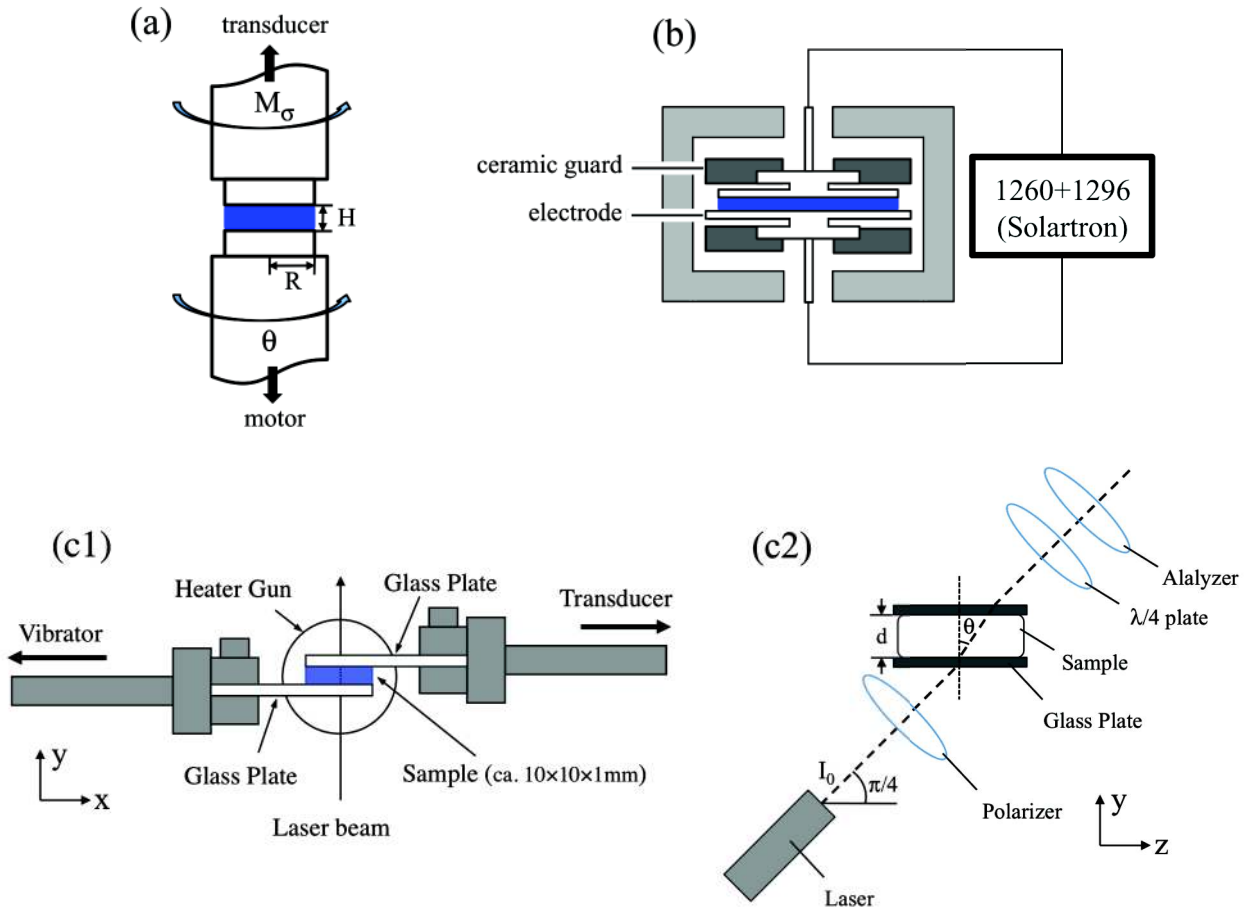 (a)
transducer
Mσ
H
R
θ
motor
(b)
ceramic guard
electrode
1260+1296
(Solartron)
(c1)
Heater Gun
Glass Plate
Transducer
Vibrator
y
x
Glass Plate
Sample (ca. 10×10×1mm)
Laser beam
(c2)
Alalyzer
λ/4 plate
θ
d
Sample
Glass Plate
I0
π/4
Polarizer
y
z
Laser